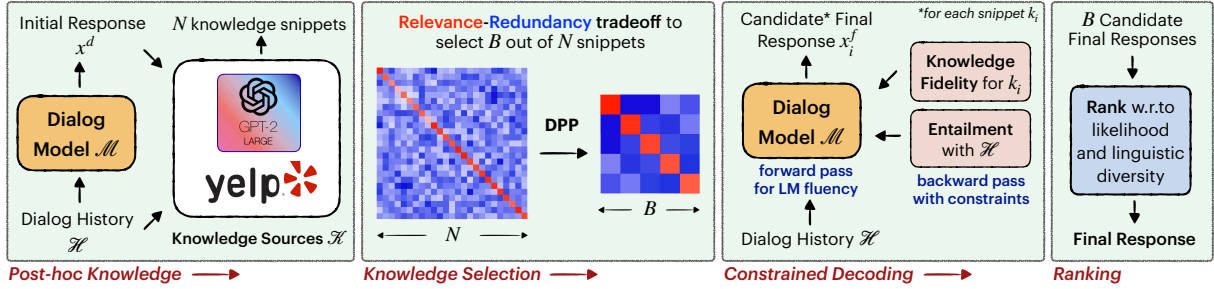 Initial Response
x^d
N knowledge snippets
Dialog
Model ℳ
GPT-2
LARGE
yelp
Dialog History
ℋ
Knowledge Sources 𝒦
Post-hoc Knowledge
Relevance-Redundancy tradeoff to
select B out of N snippets
DPP
N
B
Knowledge Selection
Candidate* Final
Response x_i^f
*for each snippet k_i
Knowledge
Fidelity for k_i
Dialog
Model ℳ
Entailment
with ℋ
forward pass
for LM fluency
backward pass
with constraints
Dialog History ℋ
Constrained Decoding
B Candidate
Final Responses
Rank w.r.to
likelihood
and linguistic
diversity
Final Response
Ranking